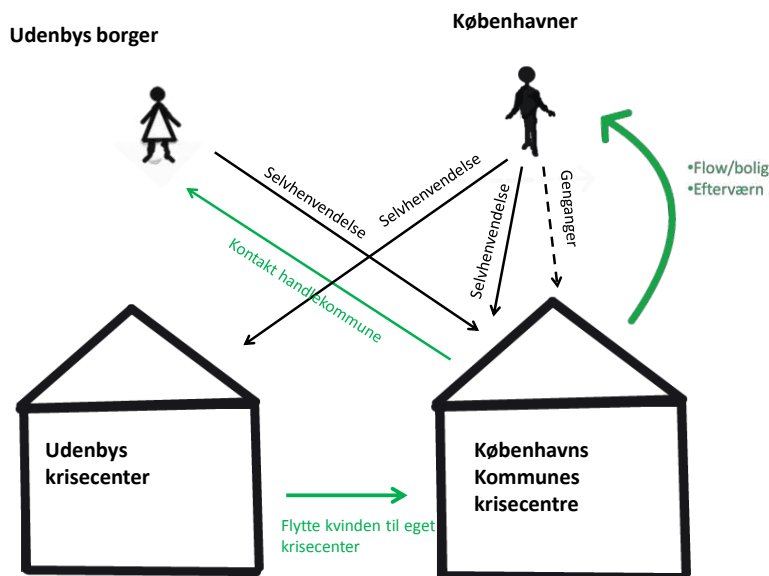 Udenbys borger
Københavner
Selvhenvendelse
Selvhenvendelse
Selvhenvendelse
Genganger
•Flow/bolig
•Efterværn
Kontakt handlekommune
Udenbys
krisecenter
Københavns
Kommunes
krisecentre
Flytte kvinden til eget
krisecenter